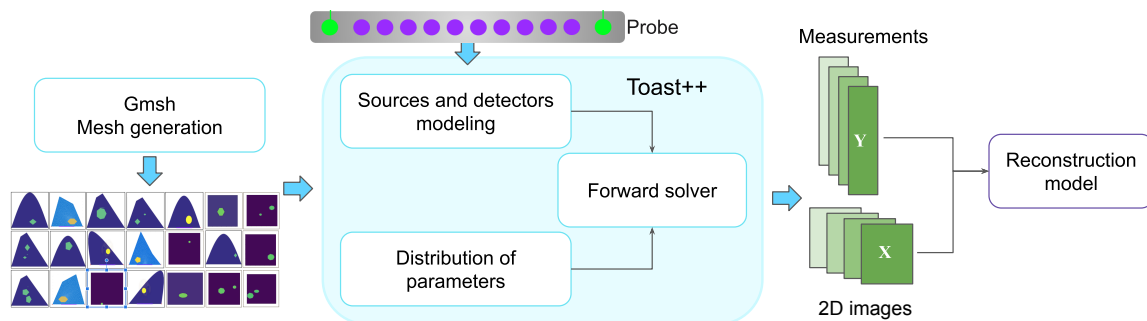 Probe
Measurements
Gmsh
Mesh generation
Toast++
Sources and detectors
modeling
Forward solver
Distribution of
parameters
Y
X
2D images
Reconstruction
model